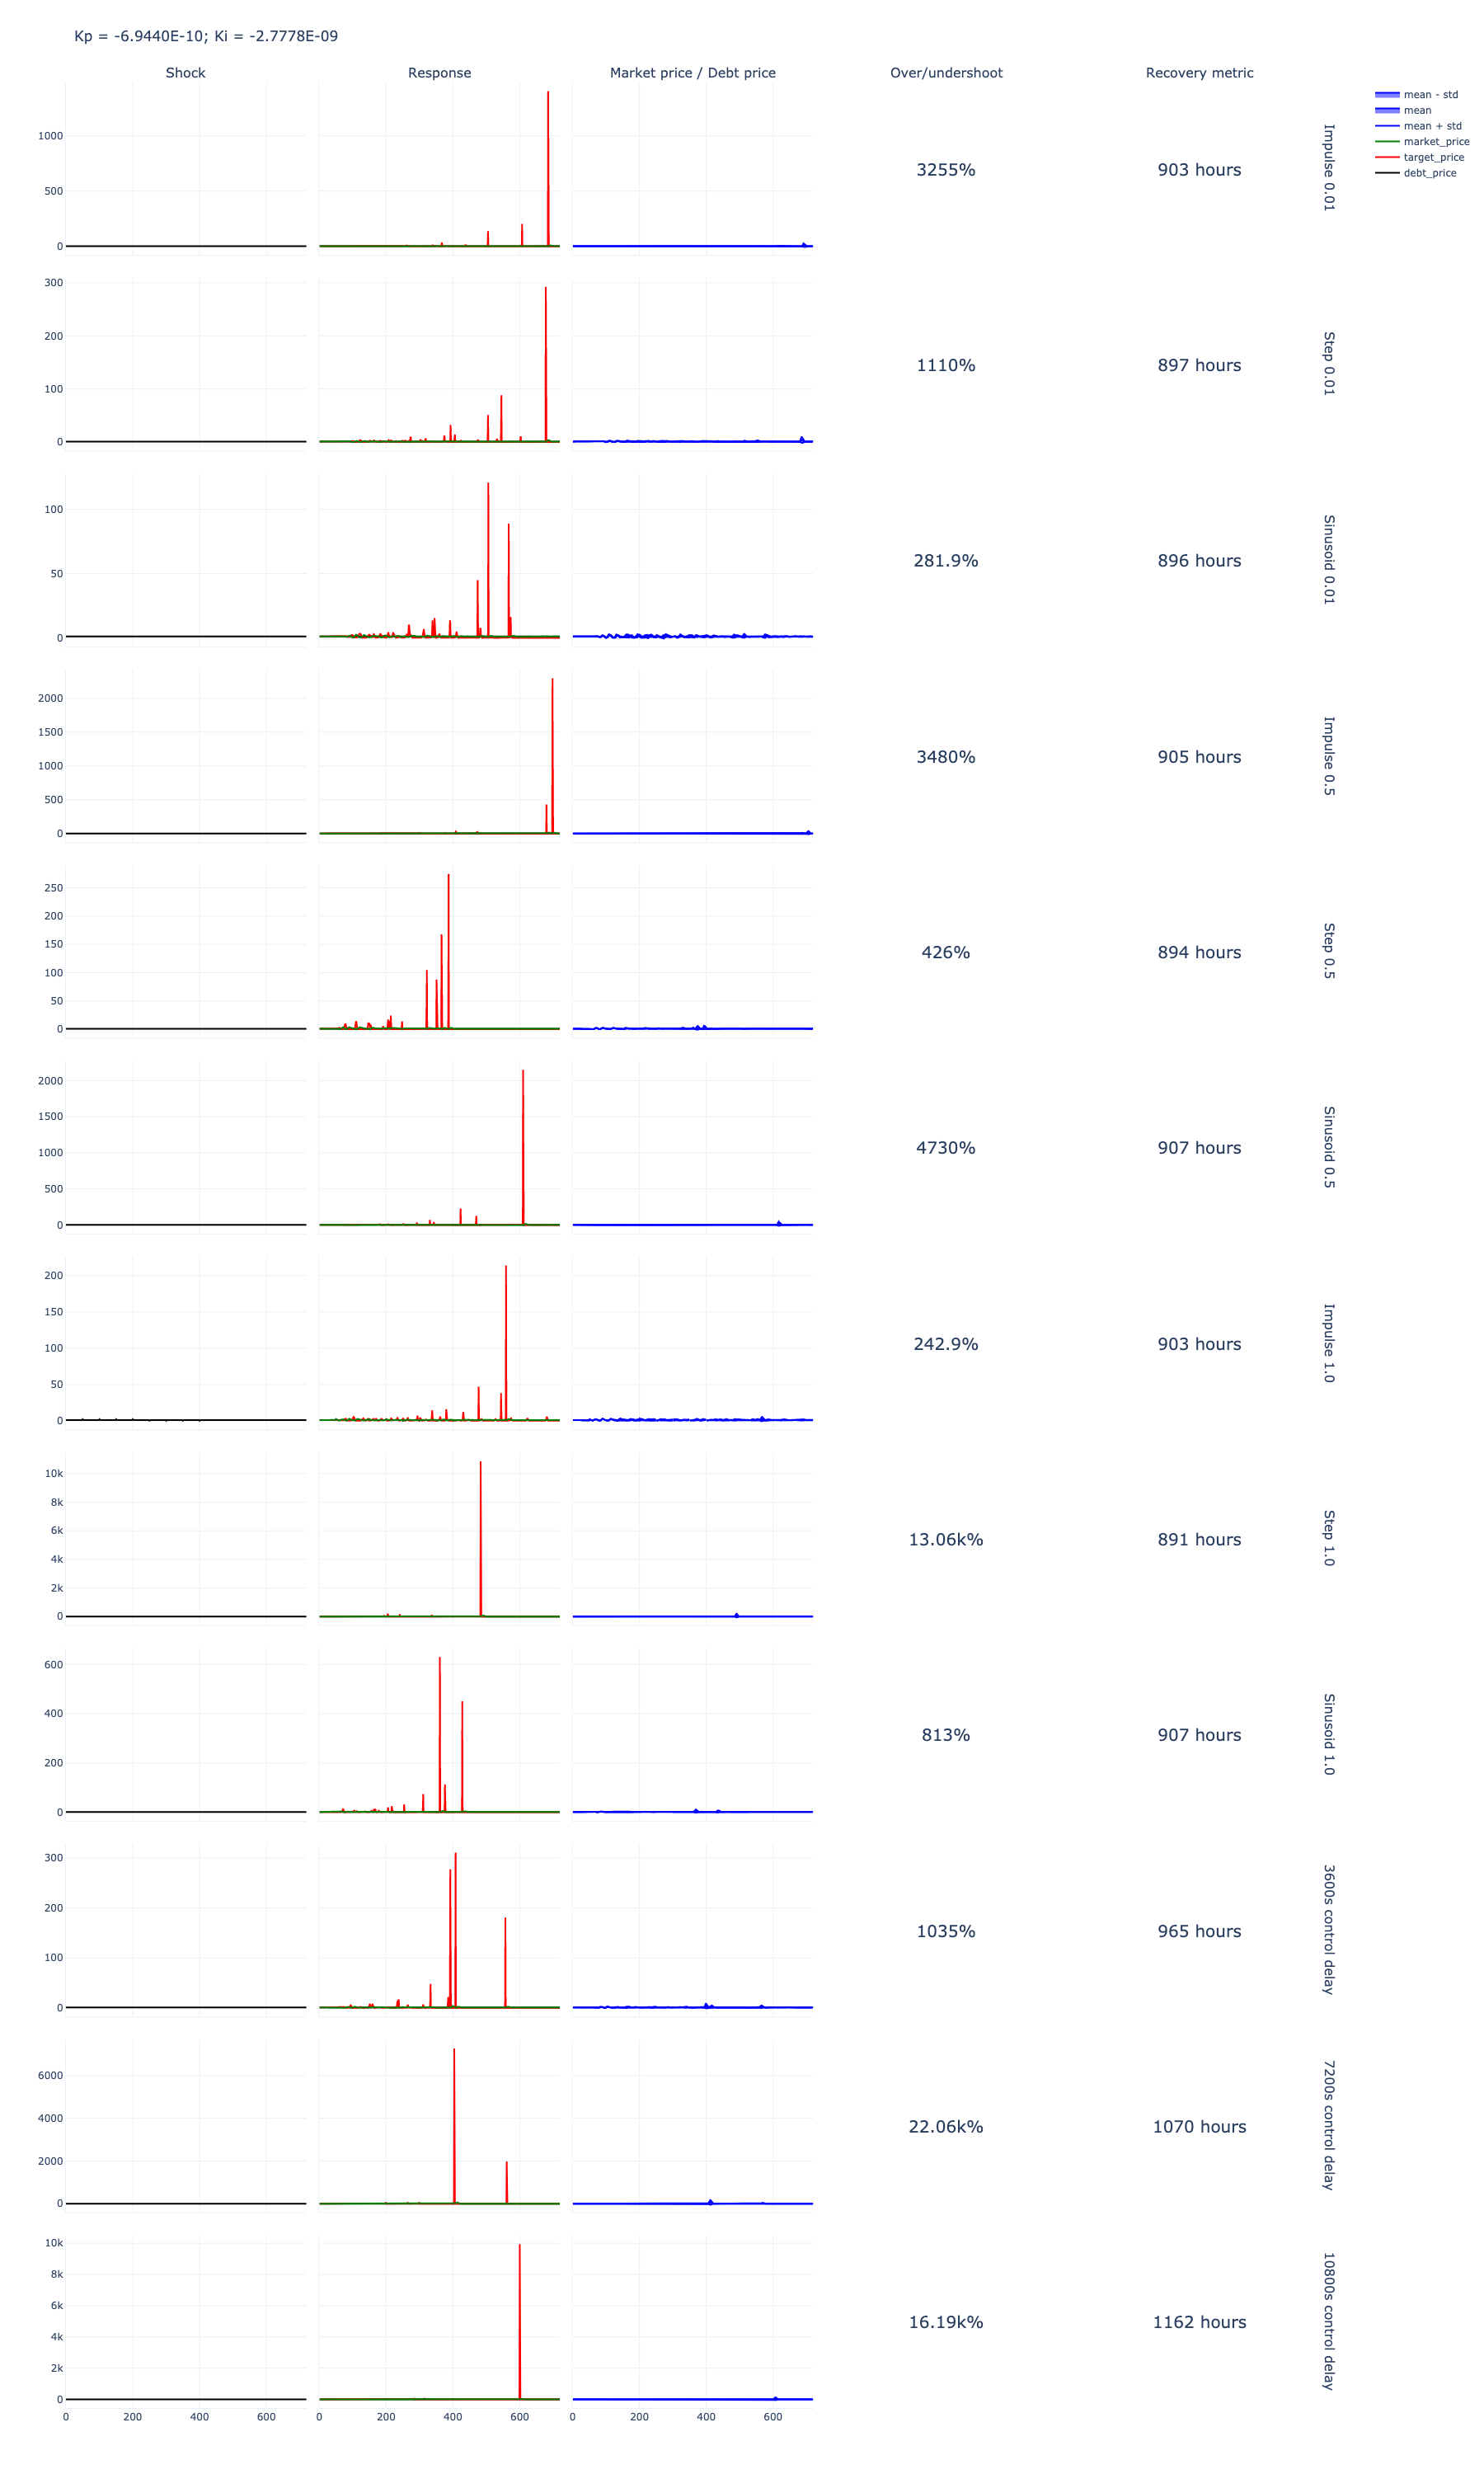 Kp = -6.9440E-10; Ki = -2.7778E-09
Shock Response Market price / Debt price Over/undershoot Recovery metric
mean - std
mean
mean + std
market_price
target_price
debt_price
1000
500
0
3255% 903 hours Impulse 0.01
300
200
100
0
1110% 897 hours Step 0.01
100
50
0
281.9% 896 hours Sinusoid 0.01
2000
1500
1000
500
0
3480% 905 hours Impulse 0.5
250
200
150
100
50
0
426% 894 hours Step 0.5
2000
1500
1000
500
0
4730% 907 hours Sinusoid 0.5
200
150
100
50
0
242.9% 903 hours Impulse 1.0
10k
8k
6k
4k
2k
0
13.06k% 891 hours Step 1.0
600
400
200
0
813% 907 hours Sinusoid 1.0
300
200
100
0
1035% 965 hours 3600s control delay
6000
4000
2000
0
22.06k% 1070 hours 7200s control delay
10k
8k
6k
4k
2k
0
16.19k% 1162 hours 10800s control delay
0 200 400 600 0 200 400 600 0 200 400 600